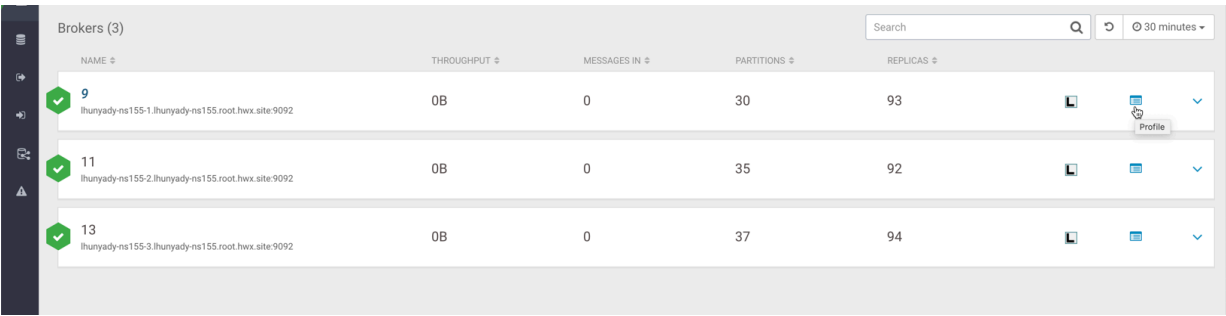 Brokers (3)
Search
30 minutes
NAME THROUGHPUT MESSAGES IN PARTITIONS REPLICAS
9
lhunyady-ns155-1.lhunyady-ns155.root.hwx.site:9092
0B 0 30 93 L
Profile
11
lhunyady-ns155-2.lhunyady-ns155.root.hwx.site:9092
0B 0 35 92 L
13
lhunyady-ns155-3.lhunyady-ns155.root.hwx.site:9092
0B 0 37 94 L